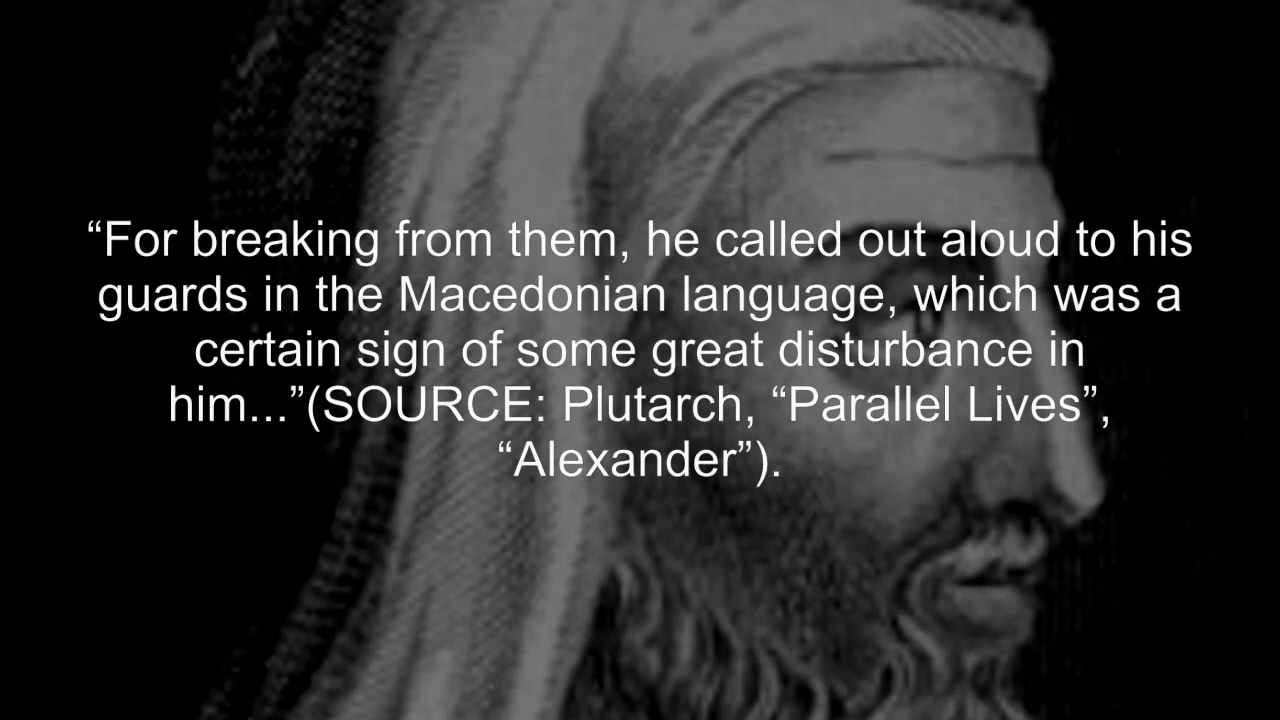 “For breaking from them, he called out aloud to his
guards in the Macedonian language, which was a
certain sign of some great disturbance in
him...”(SOURCE: Plutarch, “Parallel Lives”,
“Alexander”).